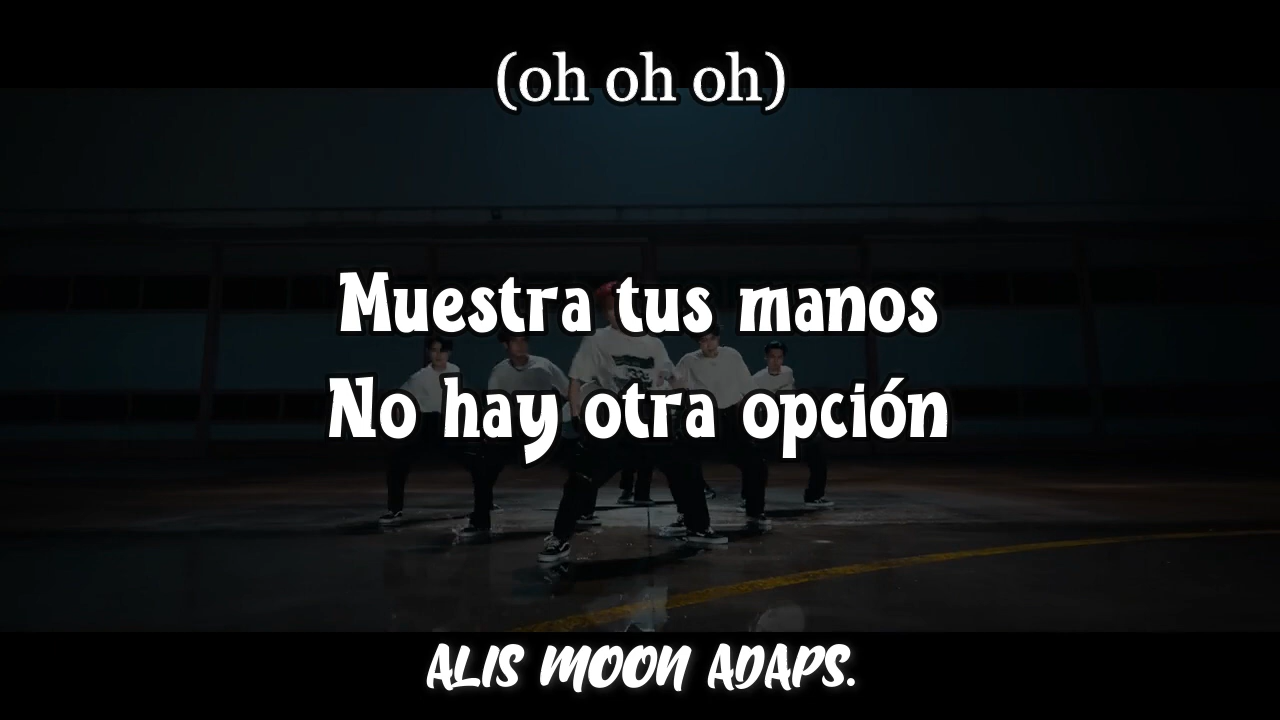 (oh oh oh)
Muestra tus manos
No hay otra opción
ALIS MOON ADAPS.